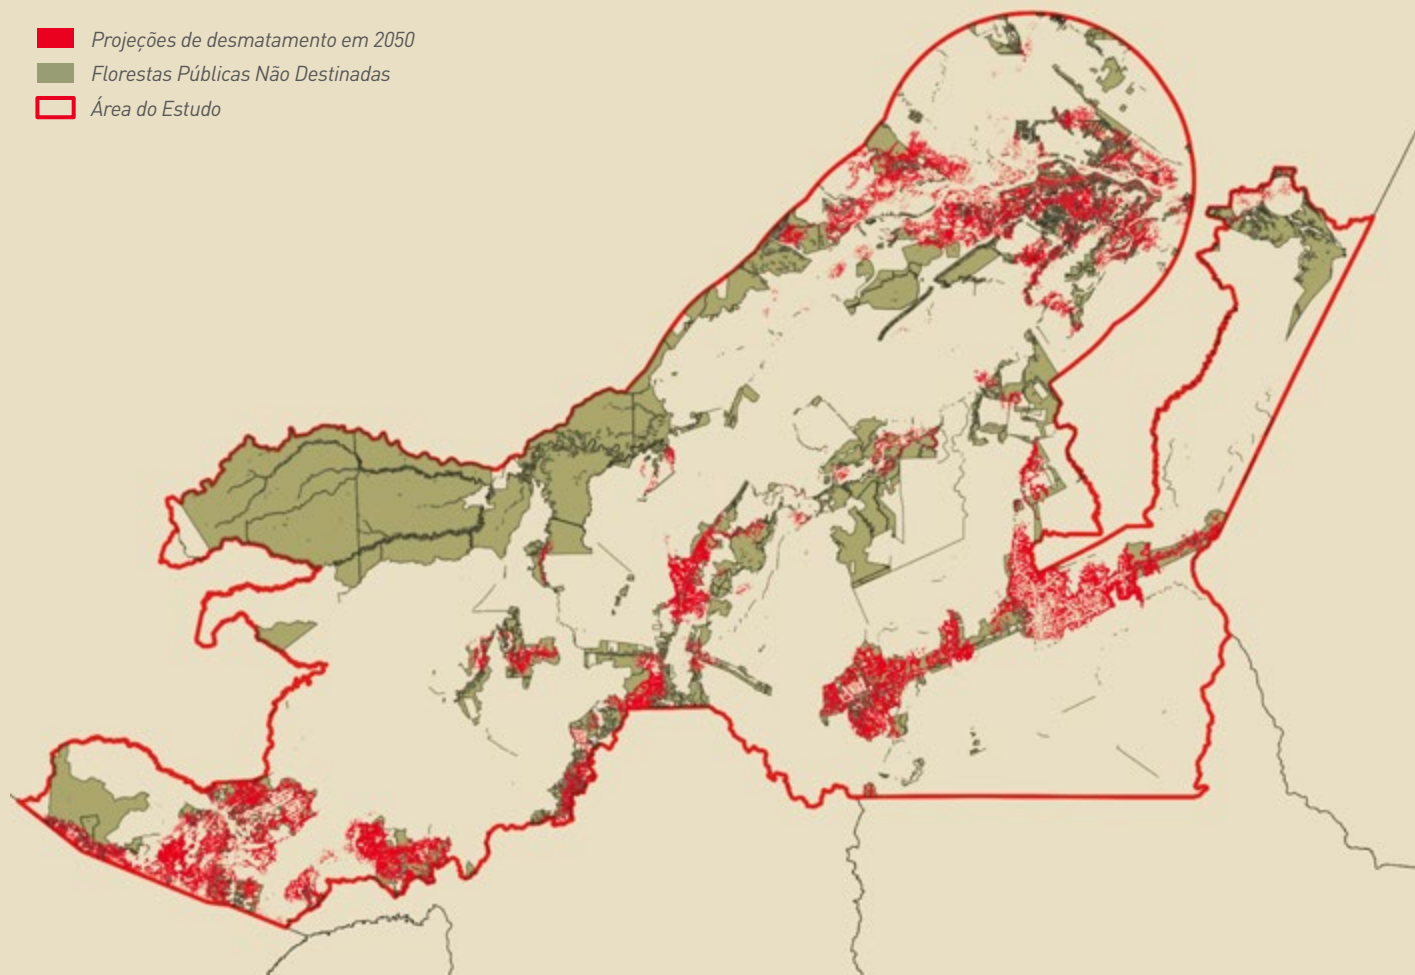 Projeções de desmatamento em 2050
Florestas Públicas Não Destinadas
Área do Estudo